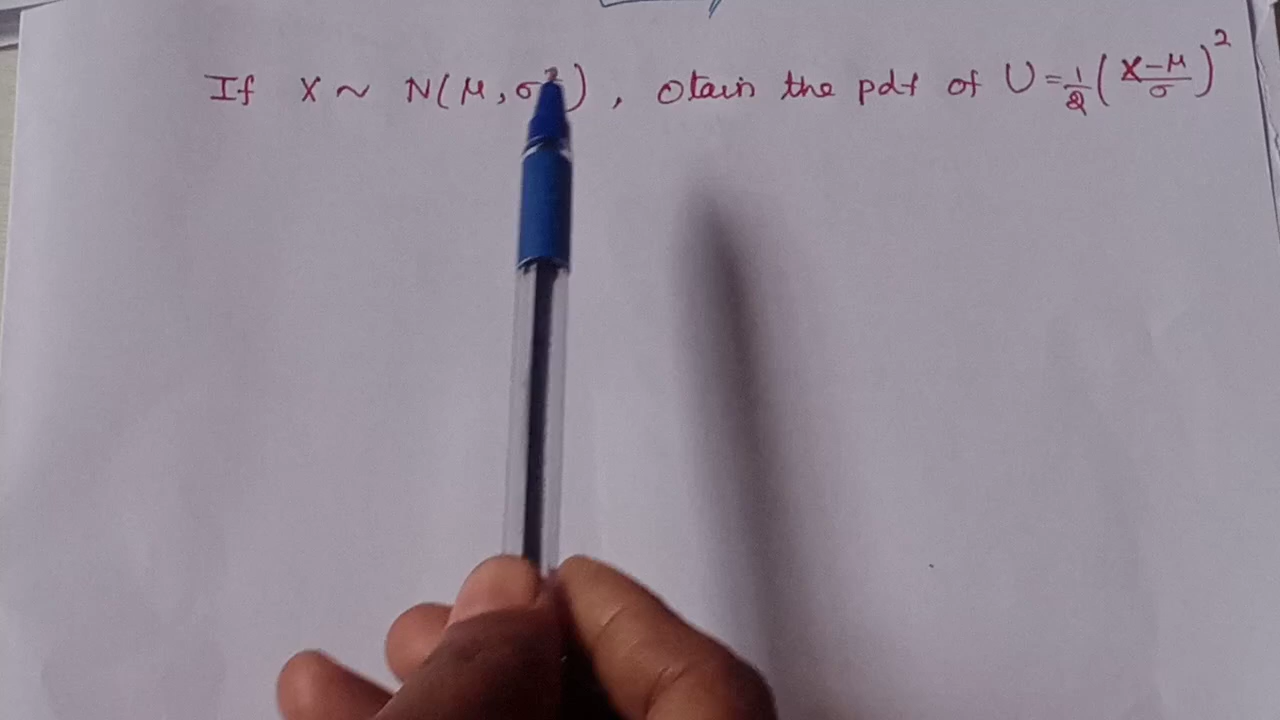 If X ~ N(μ, σ²), otain the pdf of U = 1/2 (X-μ/σ)²